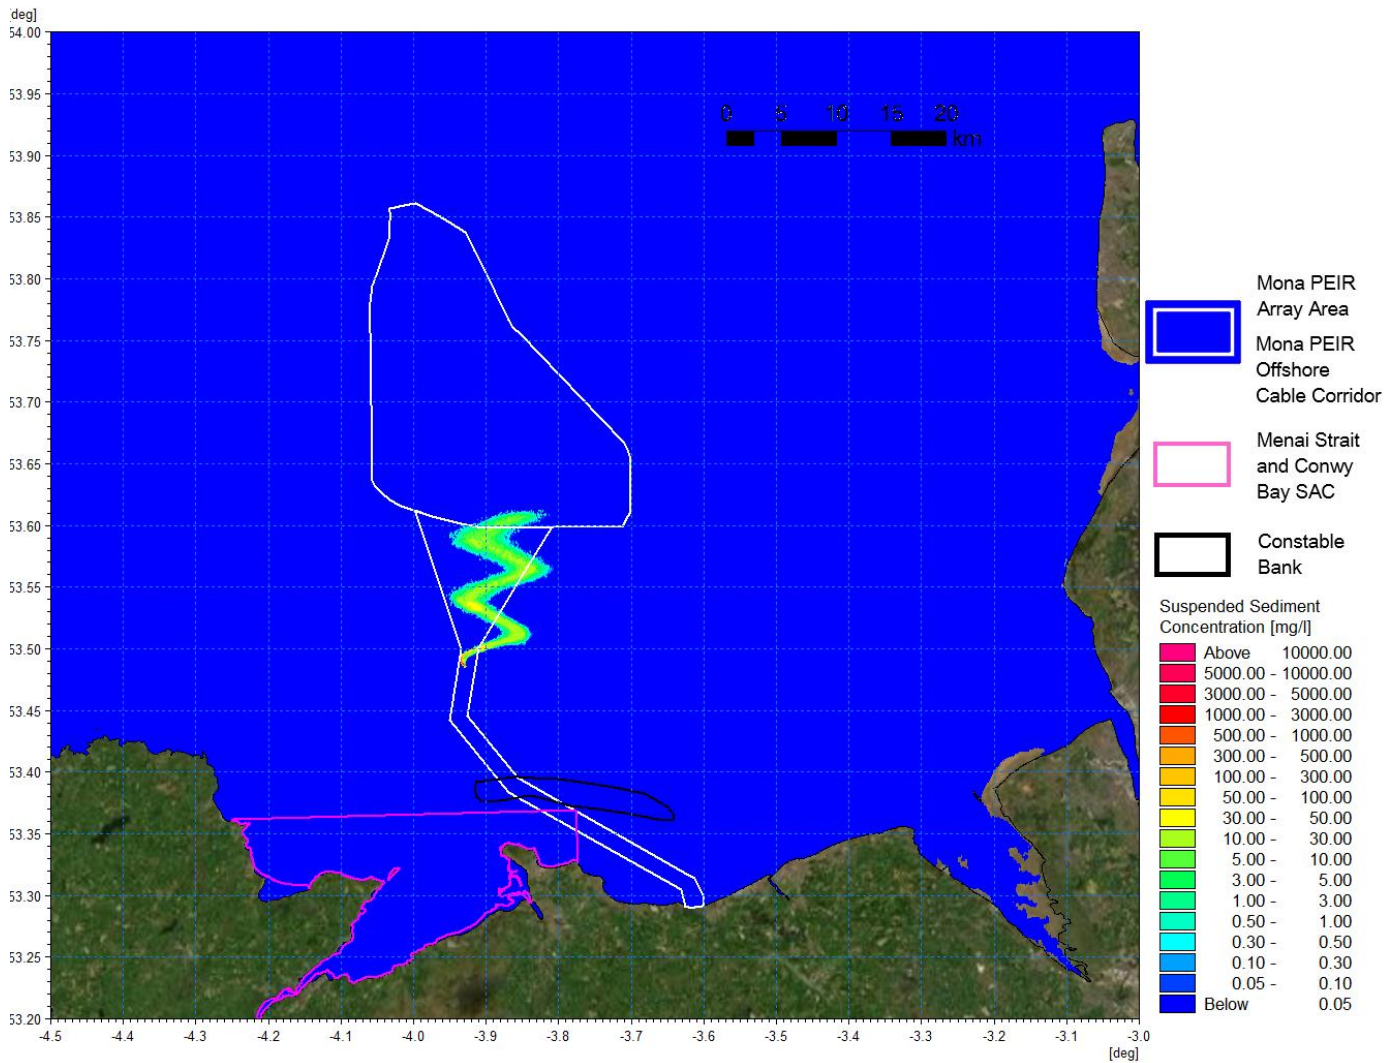 deg]
54.00
53.95
53.90
53.85
53.80
53.75
53.70
53.65
53.60
53.55
53.50
53.45
53.40
53.35
53.30
53.25
53.20
-4.5 -4.4 -4.3 -4.2 -4.1 -4.0 -3.9 -3.8 -3.7 -3.6 -3.5 -3.4 -3.3 -3.2 -3.1 -3.0
[deg]
0 5 10 15 20
km
Mona PEIR
Array Area
Mona PEIR
Offshore
Cable Corridor
Menai Strait
and Conwy
Bay SAC
Constable
Bank
Suspended Sediment
Concentration [mg/l]
Above 10000.00
5000.00 - 10000.00
3000.00 - 5000.00
1000.00 - 3000.00
500.00 - 1000.00
300.00 - 500.00
100.00 - 300.00
50.00 - 100.00
30.00 - 50.00
10.00 - 30.00
5.00 - 10.00
3.00 - 5.00
1.00 - 3.00
0.50 - 1.00
0.30 - 0.50
0.10 - 0.30
0.05 - 0.10
Below 0.05